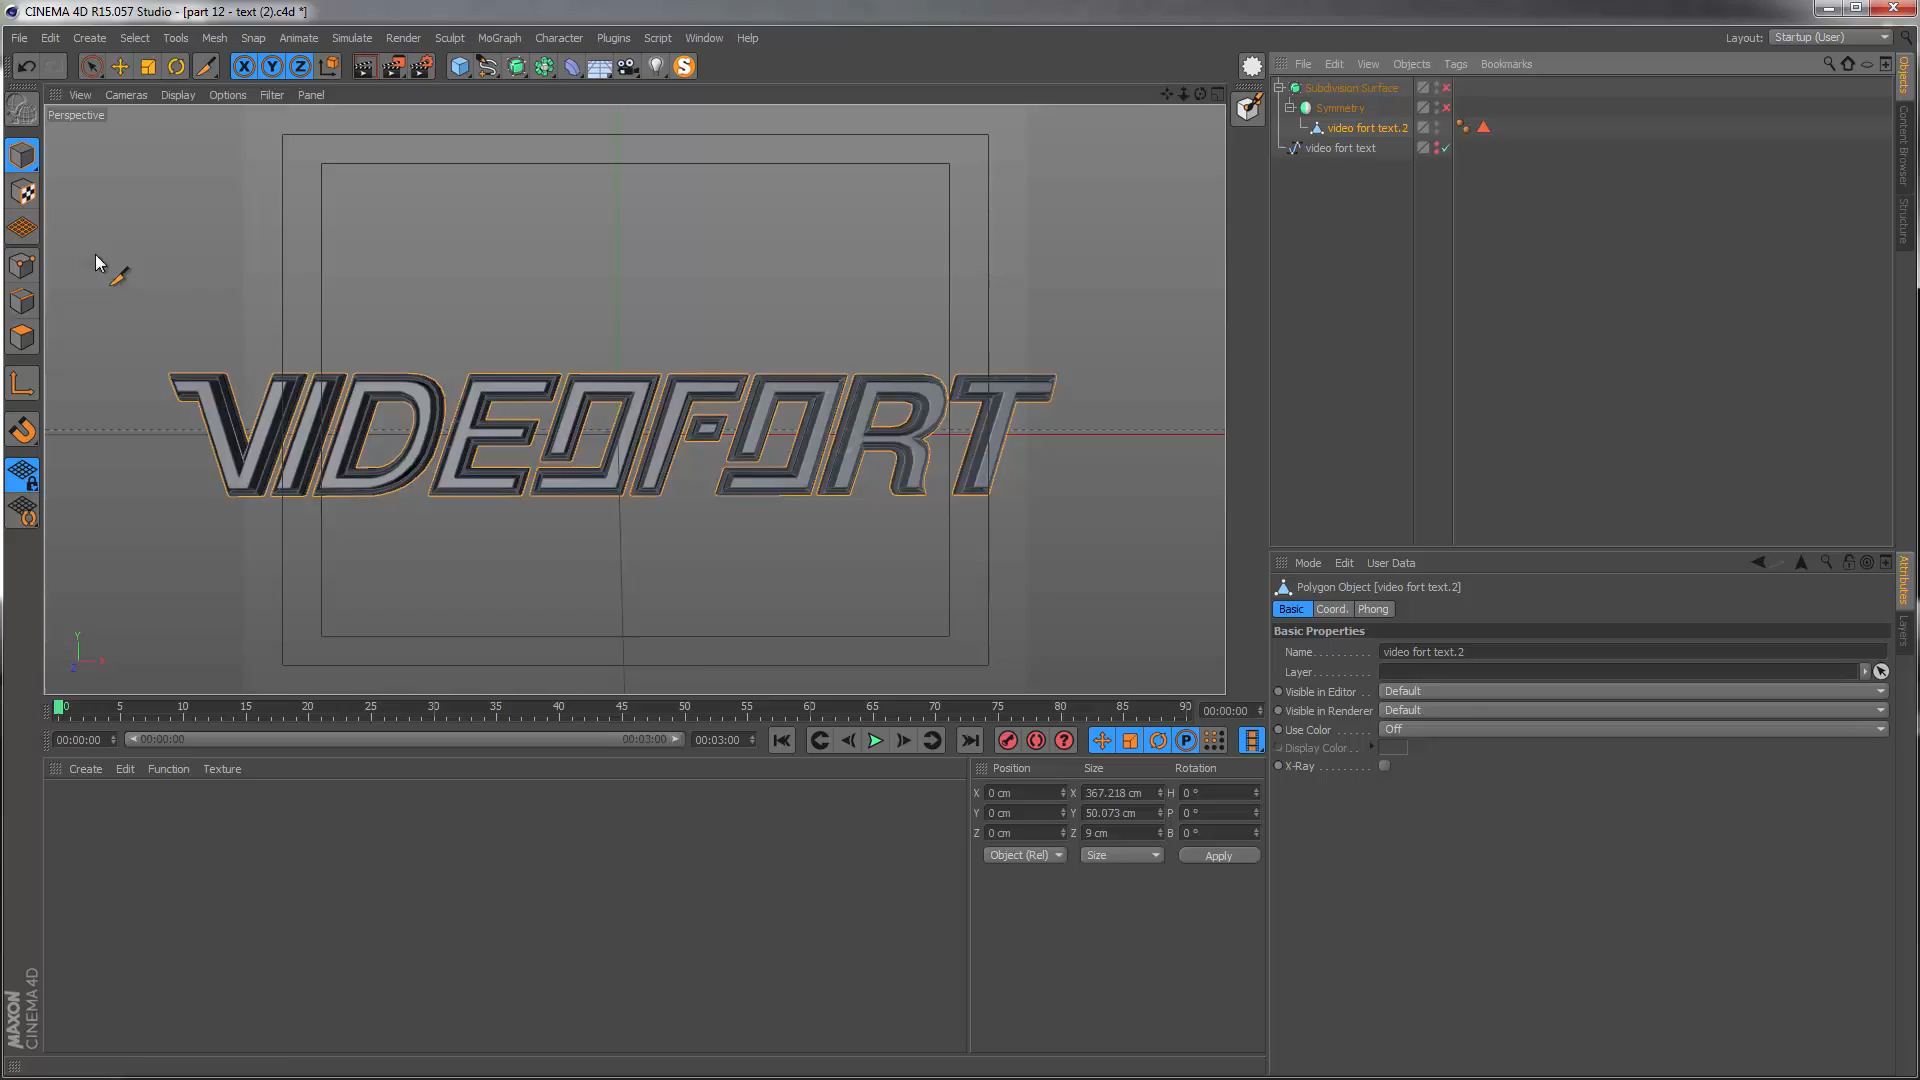 CINEMA 4D R15.057 Studio - [part 12 - text (2).c4d *]
File Edit Create Select Tools Mesh Snap Animate Simulate Render Sculpt MoGraph Character Plugins Script Window Help
Layout: Startup (User)
X Y Z
File Edit View Objects Tags Bookmarks
View Cameras Display Options Filter Panel
Perspective
Subdivision Surface
Symmetry
video fort text.2
video fort text
Objects
Content Browser
Structure
VIDEOFORT
Y
X
Z
Mode Edit User Data
Polygon Object [video fort text.2]
Basic Coord. Phong
Basic Properties
Name video fort text.2
Layer
Visible in Editor Default
Visible in Renderer Default
Use Color Off
Display Color
X-Ray
Attributes
Layers
0 5 10 15 20 25 30 35 40 45 50 55 60 65 70 75 80 85 90 00:00:00
00:00:00 00:00:00 00:03:00 00:03:00
Create Edit Function Texture
Position Size Rotation
X 0 cm X 367.218 cm H 0 °
Y 0 cm Y 50.073 cm P 0 °
Z 0 cm Z 9 cm B 0 °
Object (Rel) Size Apply
MAXON
CINEMA 4D